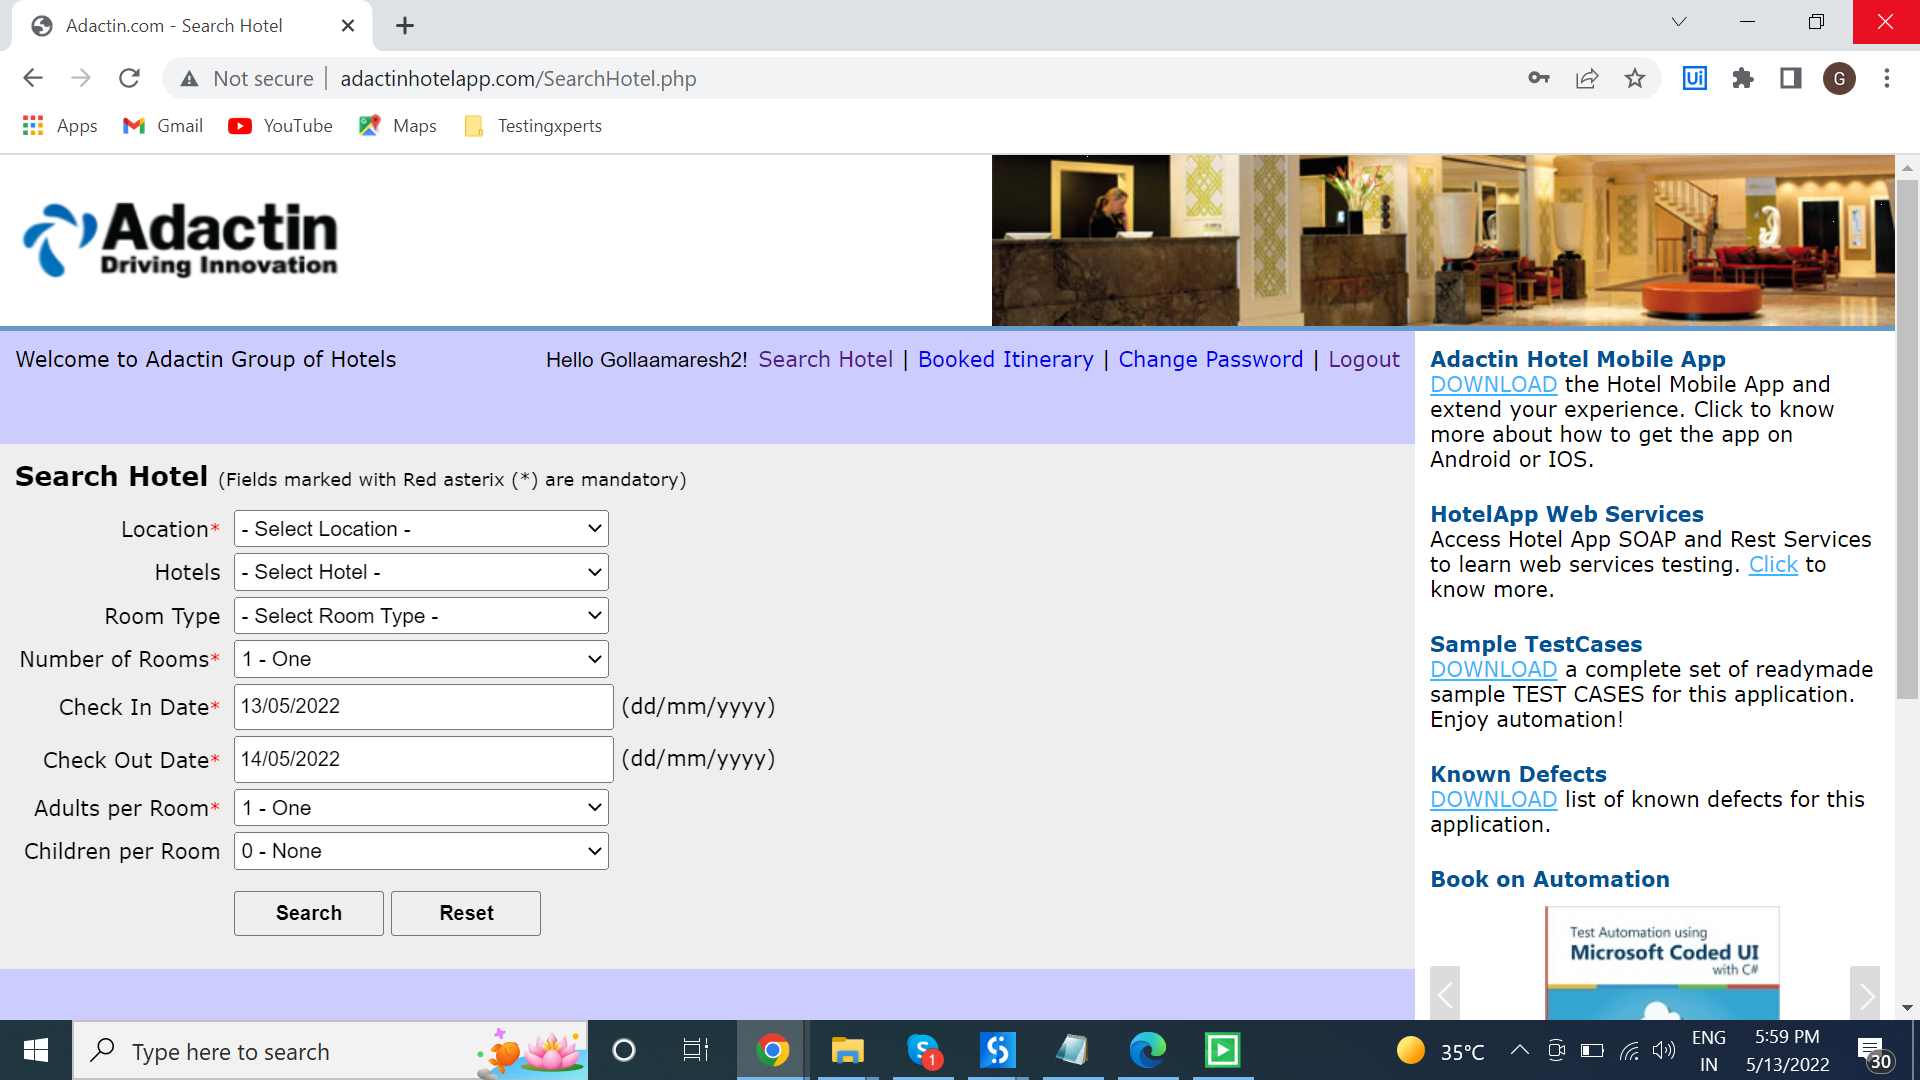 Adactin.com - Search Hotel
Not secure | adactinhotelapp.com/SearchHotel.php
Ui
G
Apps
Gmail
YouTube
Maps
Testingxperts
Adactin
Driving Innovation
Welcome to Adactin Group of Hotels
Hello Gollaamaresh2! Search Hotel | Booked Itinerary | Change Password | Logout
Search Hotel (Fields marked with Red asterix (*) are mandatory)
Location* - Select Location -
Hotels - Select Hotel -
Room Type - Select Room Type -
Number of Rooms* 1 - One
Check In Date* 13/05/2022 (dd/mm/yyyy)
Check Out Date* 14/05/2022 (dd/mm/yyyy)
Adults per Room* 1 - One
Children per Room 0 - None
Search Reset
Adactin Hotel Mobile App
DOWNLOAD the Hotel Mobile App and
extend your experience. Click to know
more about how to get the app on
Android or IOS.
HotelApp Web Services
Access Hotel App SOAP and Rest Services
to learn web services testing. Click to
know more.
Sample TestCases
DOWNLOAD a complete set of readymade
sample TEST CASES for this application.
Enjoy automation!
Known Defects
DOWNLOAD list of known defects for this
application.
Book on Automation
Test Automation using
Microsoft Coded UI
with C#
Type here to search
1
35°C
ENG
IN
5:59 PM
5/13/2022
30